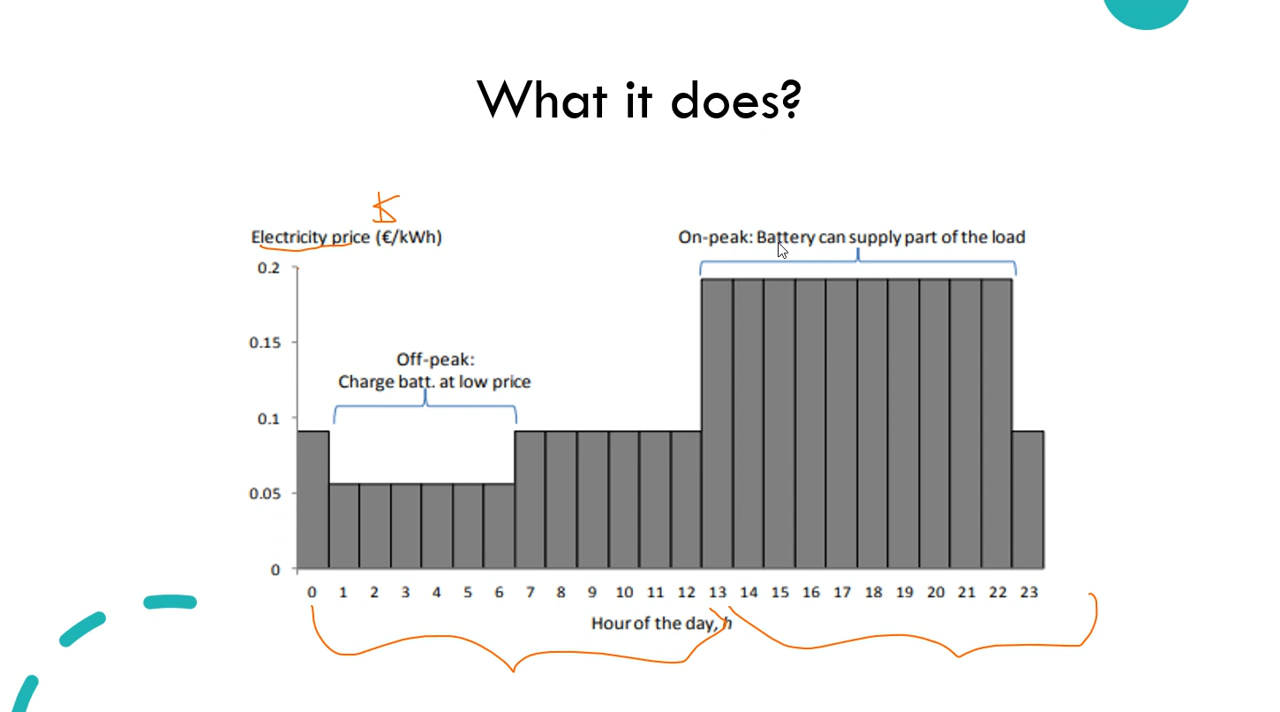 What it does?
Electricity price (€/kWh)
On-peak: Battery can supply part of the load
0.2
0.15
Off-peak:
Charge batt. at low price
0.1
0.05
0
0 1 2 3 4 5 6 7 8 9 10 11 12 13 14 15 16 17 18 19 20 21 22 23
Hour of the day, h